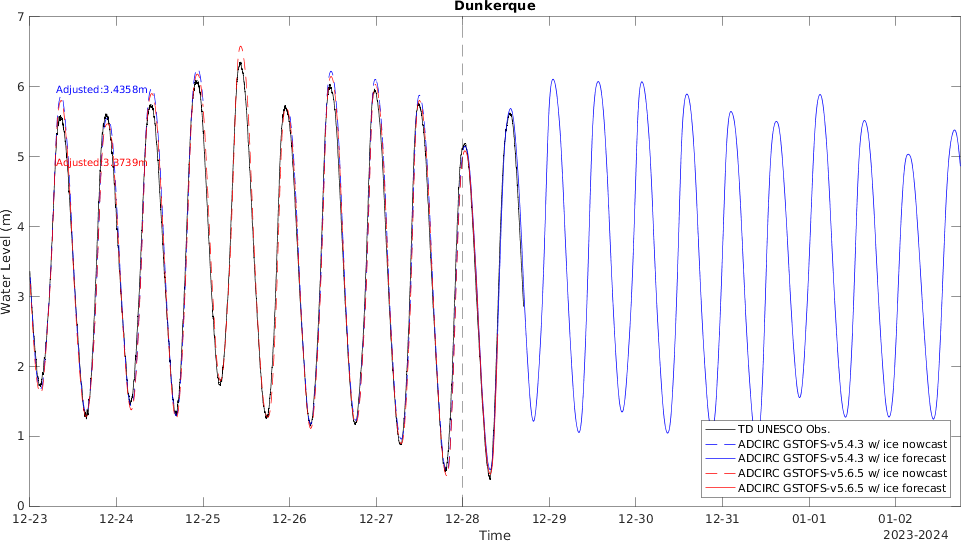 Dunkerque
7
6
5
4
3
2
1
0
Water Level (m)
Adjusted:3.4358m
Adjusted:3.3739m
TD UNESCO Obs.
ADCIRC GSTOFS-v5.4.3 w/ ice nowcast
ADCIRC GSTOFS-v5.4.3 w/ ice forecast
ADCIRC GSTOFS-v5.6.5 w/ ice nowcast
ADCIRC GSTOFS-v5.6.5 w/ ice forecast
12-23 12-24 12-25 12-26 12-27 12-28 12-29 12-30 12-31 01-01 01-02
Time
2023-2024